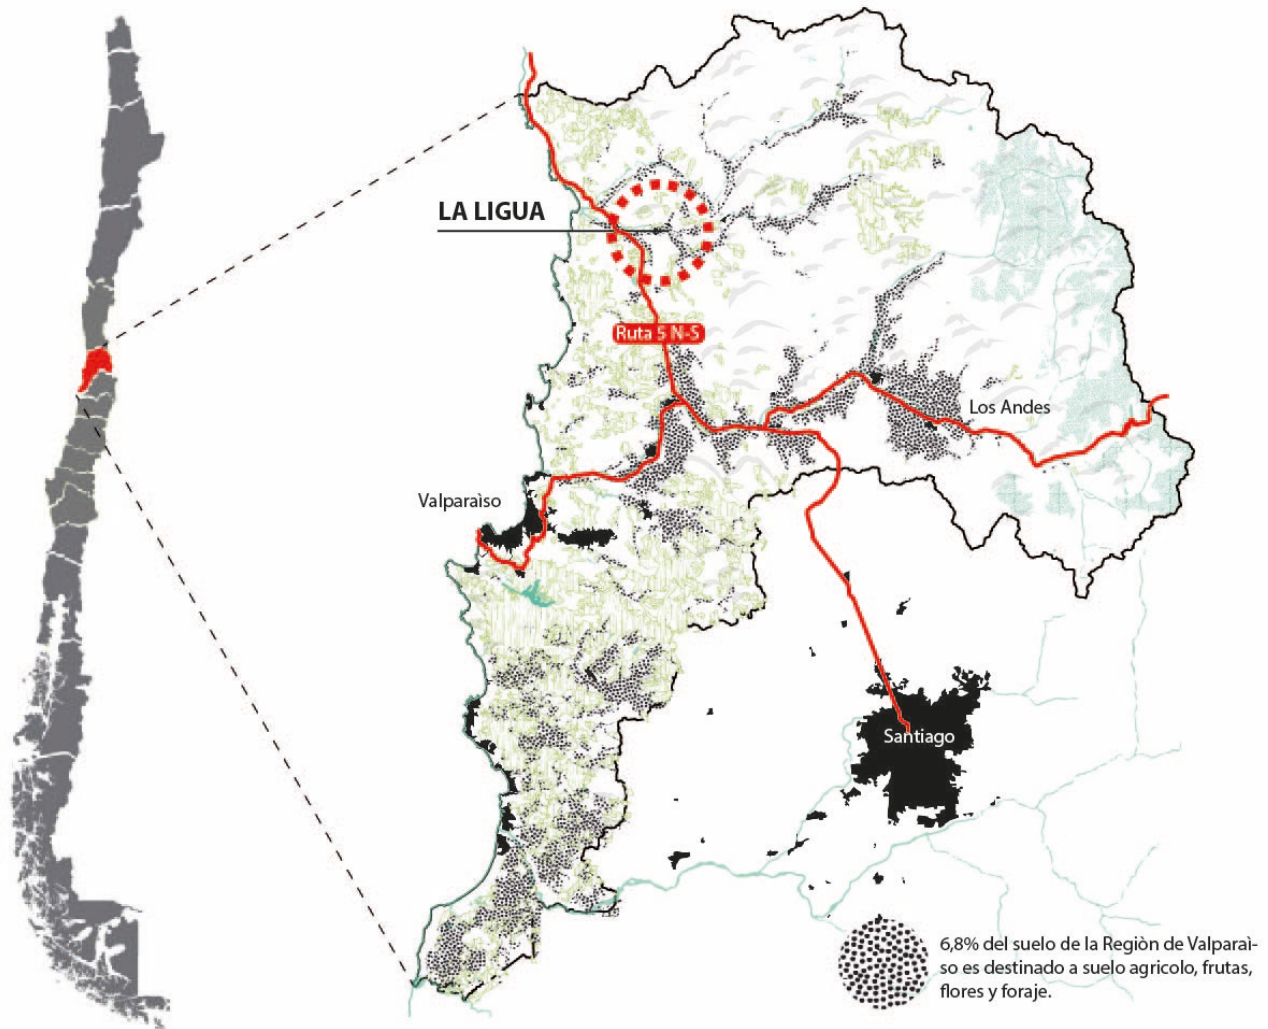 LA LIGUA
Ruta 5 N-S
Los Andes
Valparaìso
Santiago
6,8% del suelo de la Regiòn de Valparaì-
so es destinado a suelo agricolo, frutas,
flores y foraje.